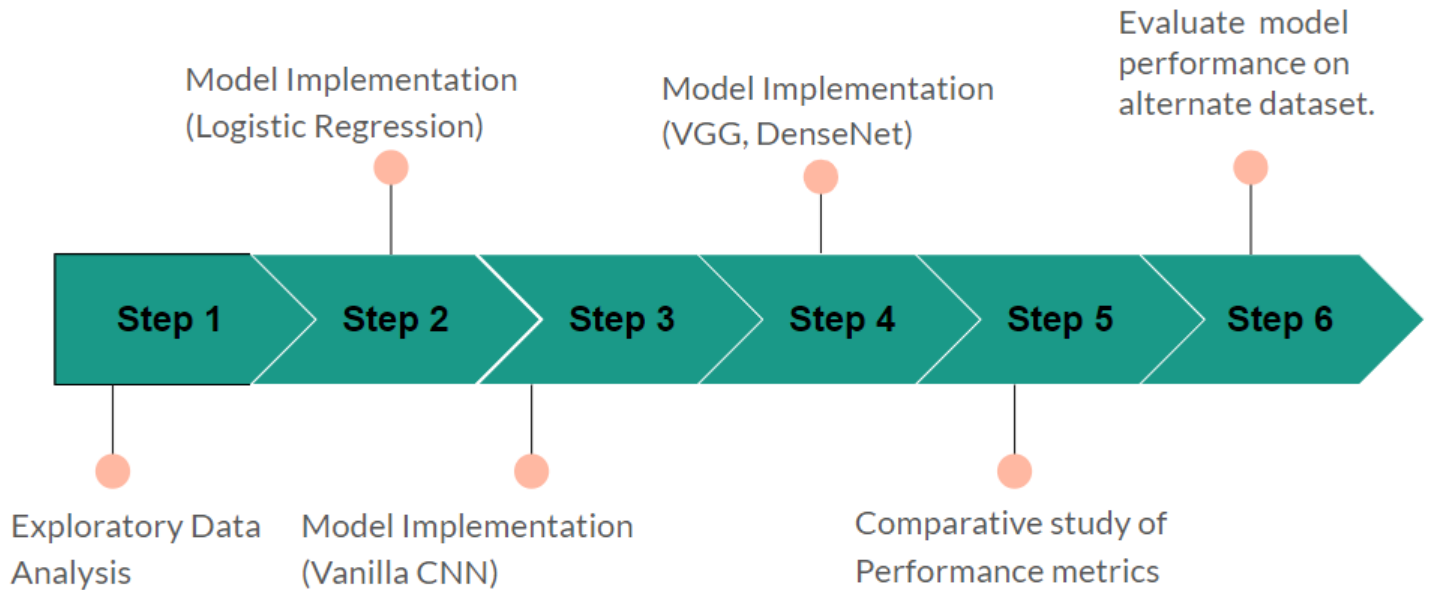 Evaluate model
performance on
alternate dataset.
Model Implementation
(Logistic Regression)
Model Implementation
(VGG, DenseNet)
Step 1
Step 2
Step 3
Step 4
Step 5
Step 6
Exploratory Data
Analysis
Model Implementation
(Vanilla CNN)
Comparative study of
Performance metrics